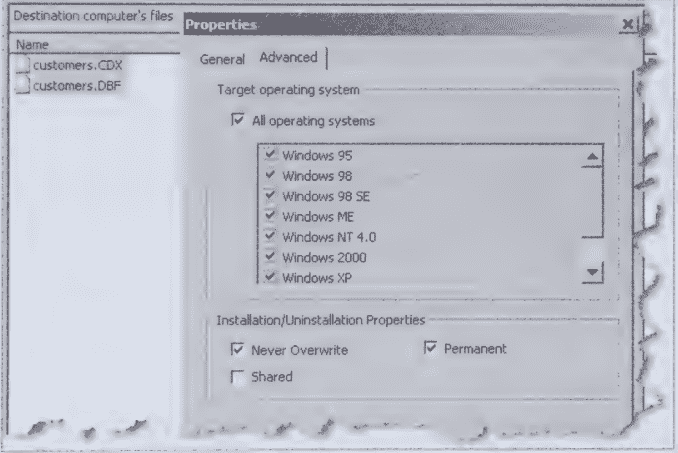 Destination computer's files
Properties
Name
customers.CDX
customers.DBF
General Advanced
Target operating system
All operating systems
Windows 95
Windows 98
Windows 98 SE
Windows ME
Windows NT 4.0
Windows 2000
Windows XP
Installation/Uninstallation Properties
Never Overwrite Permanent
Shared